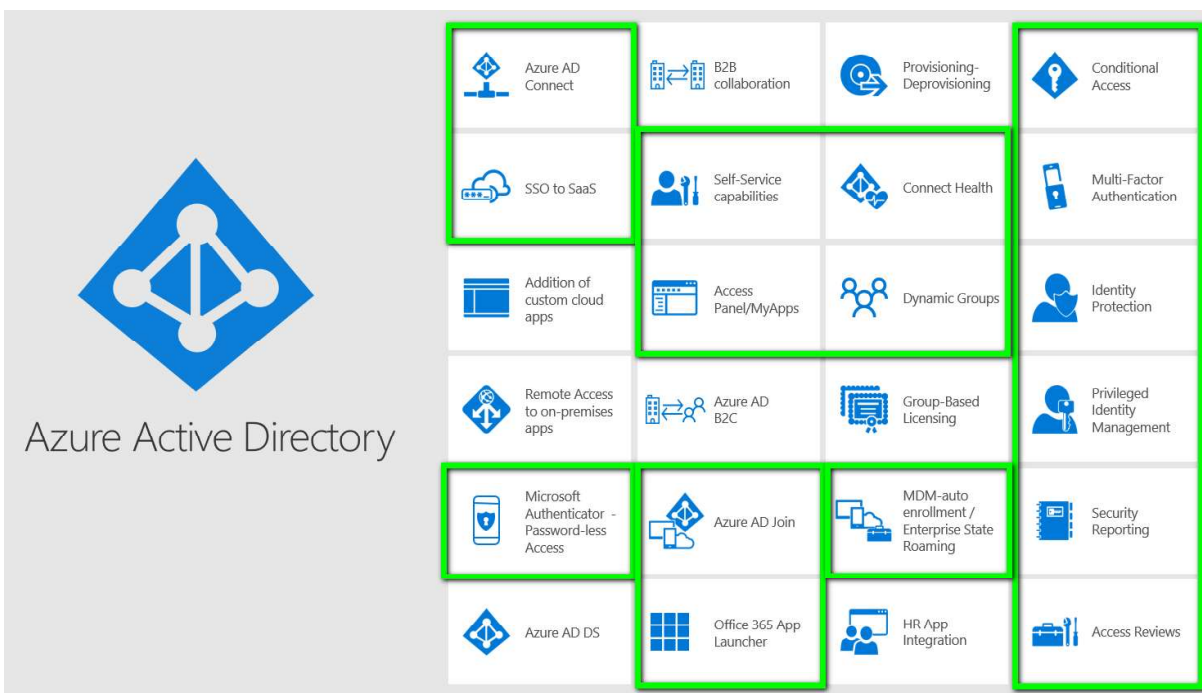 Azure Active Directory
Azure AD
Connect
B2B
collaboration
Provisioning-
Deprovisioning
Conditional
Access
SSO to SaaS
Self-Service
capabilities
Connect Health
Multi-Factor
Authentication
Addition of
custom cloud
apps
Access
Panel/MyApps
Dynamic Groups
Identity
Protection
Remote Access
to on-premises
apps
Azure AD
B2C
Group-Based
Licensing
Privileged
Identity
Management
Microsoft
Authenticator -
Password-less
Access
Azure AD Join
MDM-auto
enrollment /
Enterprise State
Roaming
Security
Reporting
Azure AD DS
Office 365 App
Launcher
HR App
Integration
Access Reviews